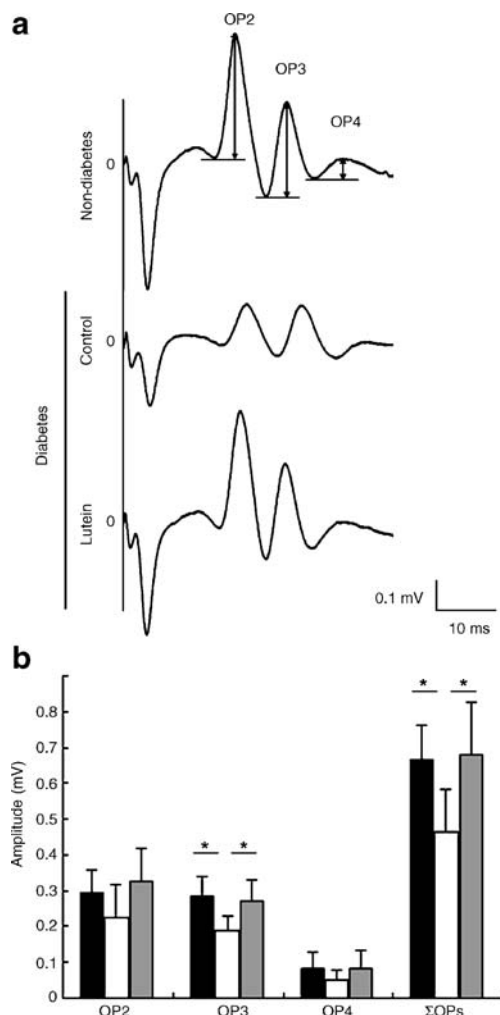 a
OP2
OP3
OP4
Non-diabetes
0
Diabetes
Control
0
Lutein
0
0.1 mV
10 ms
b
Amplitude (mV)
0.8
0.7
0.6
0.5
0.4
0.3
0.2
0.1
0
* *
* *
OP2 OP3 OP4 ΣOPs